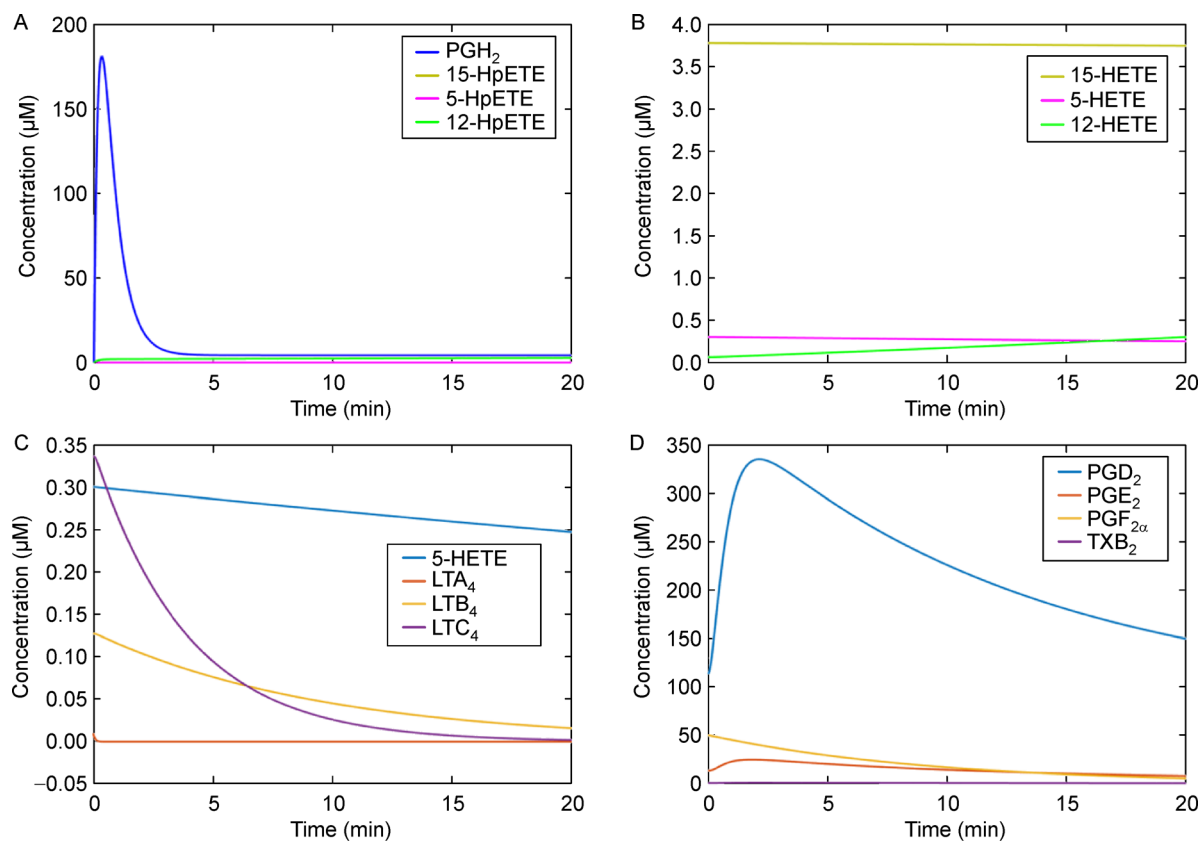 A
200
150
100
50
0
Concentration (µM)
PGH2
15-HpETE
5-HpETE
12-HpETE
0 5 10 15 20
Time (min)
B
4.0
3.5
3.0
2.5
2.0
1.5
1.0
0.5
0.0
Concentration (µM)
15-HETE
5-HETE
12-HETE
0 5 10 15 20
Time (min)
C
0.35
0.30
0.25
0.20
0.15
0.10
0.05
0.00
−0.05
Concentration (µM)
5-HETE
LTA4
LTB4
LTC4
0 5 10 15 20
Time (min)
D
350
300
250
200
150
100
50
0
Concentration (µM)
PGD2
PGE2
PGF2α
TXB2
0 5 10 15 20
Time (min)